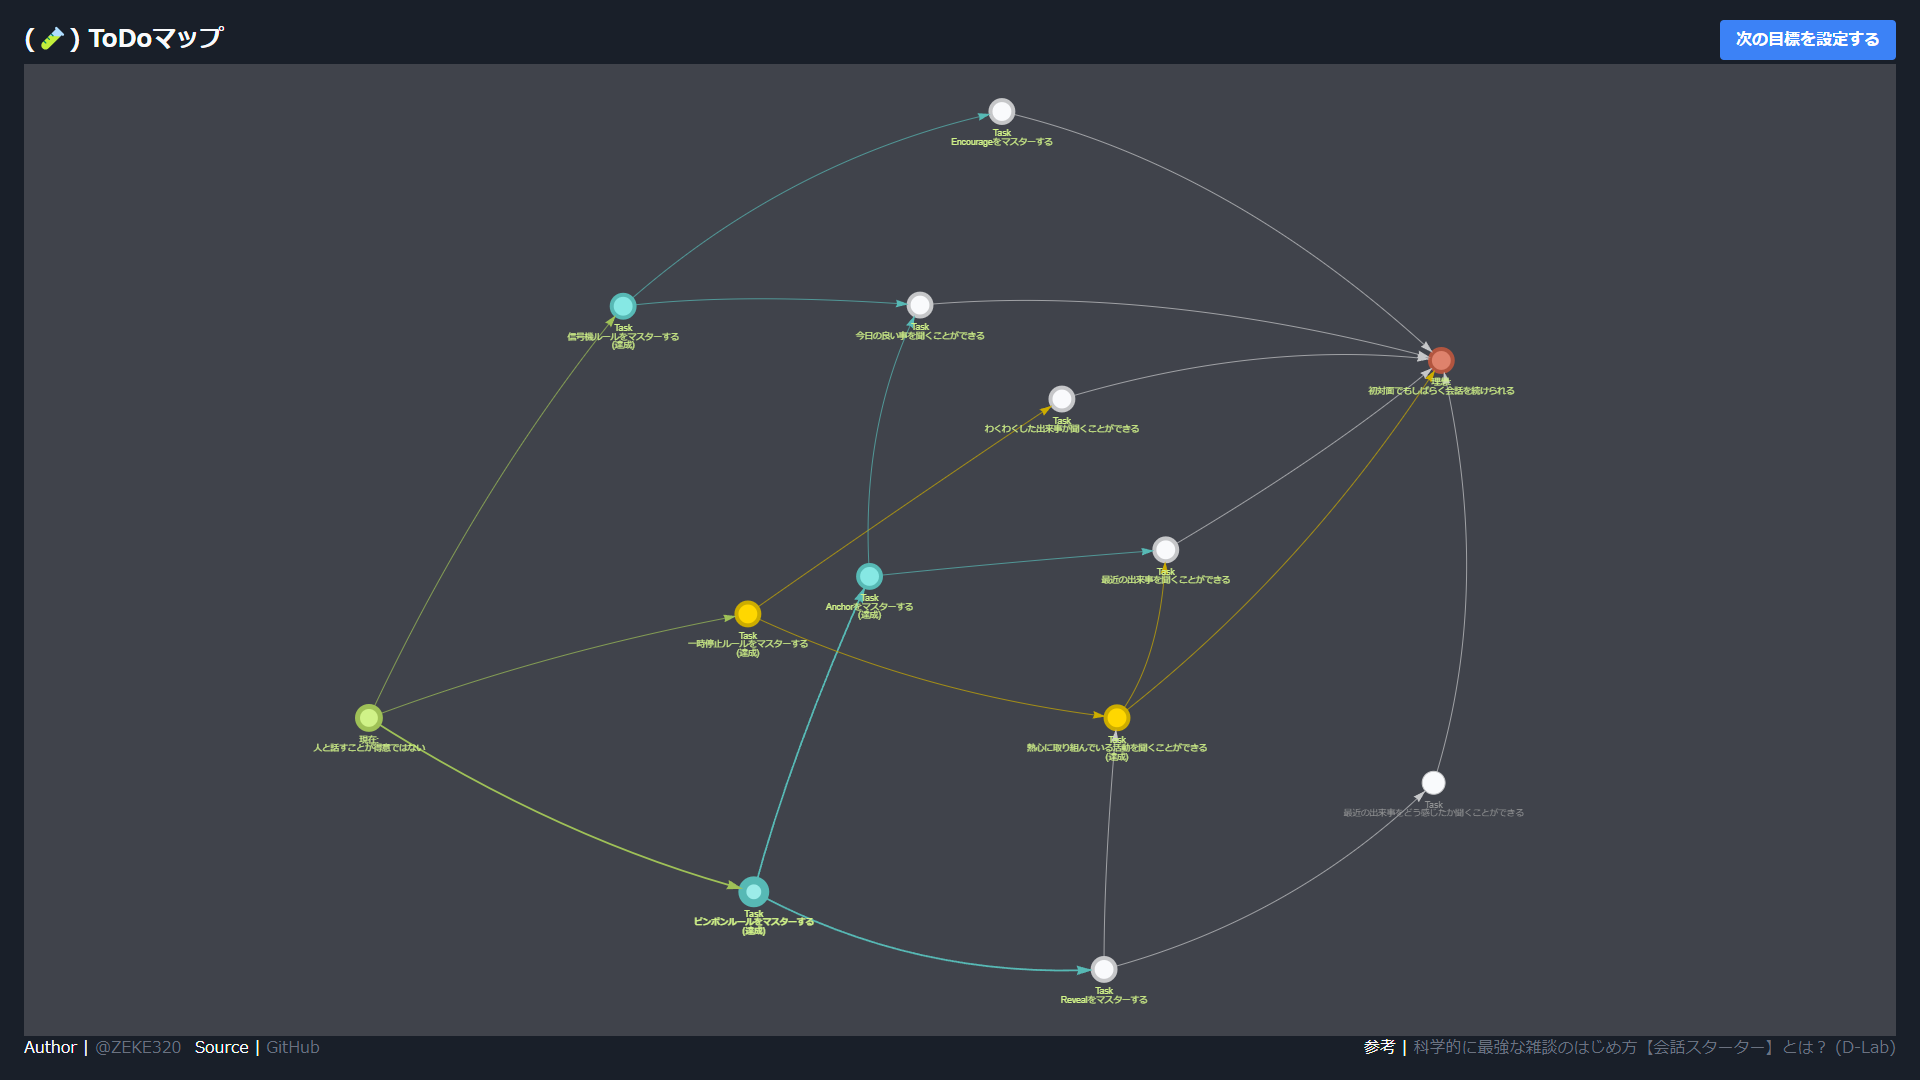 ( ) ToDoマップ
次の目標を設定する
Task
Encourageをマスターする
Task
信号機ルールをマスターする
(達成)
Task
今日の良い事を聞くことができる
理想:
初対面でもしばらく会話を続けられる
Task
わくわくした出来事が聞くことができる
Task
最近の出来事を聞くことができる
Task
Anchorをマスターする
(達成)
Task
一時停止ルールをマスターする
(達成)
現在:
人と話すことが得意ではない
Task
熱心に取り組んでいる活動を聞くことができる
(達成)
Task
最近の出来事をどう感じたか聞くことができる
Task
ピンポンルールをマスターする
(達成)
Task
Revealをマスターする
Author | @ZEKE320 Source | GitHub
参考 | 科学的に最強な雑談のはじめ方【会話スターター】とは？ (D-Lab)